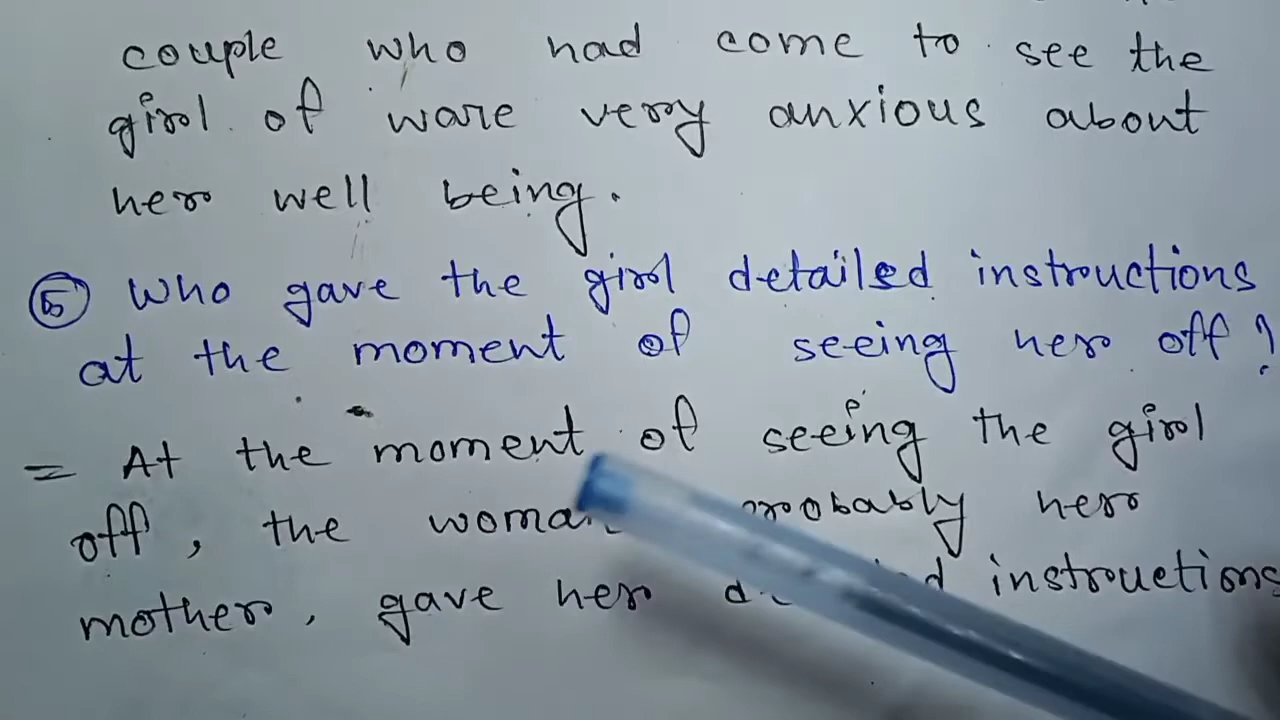 couple who had come to see the
girl of ware very anxious about
her well being.
⑤ Who gave the girl detailed instructions
at the moment of seeing her off?
= At the moment of seeing the girl
off, the probably her
mother, gave her instructions